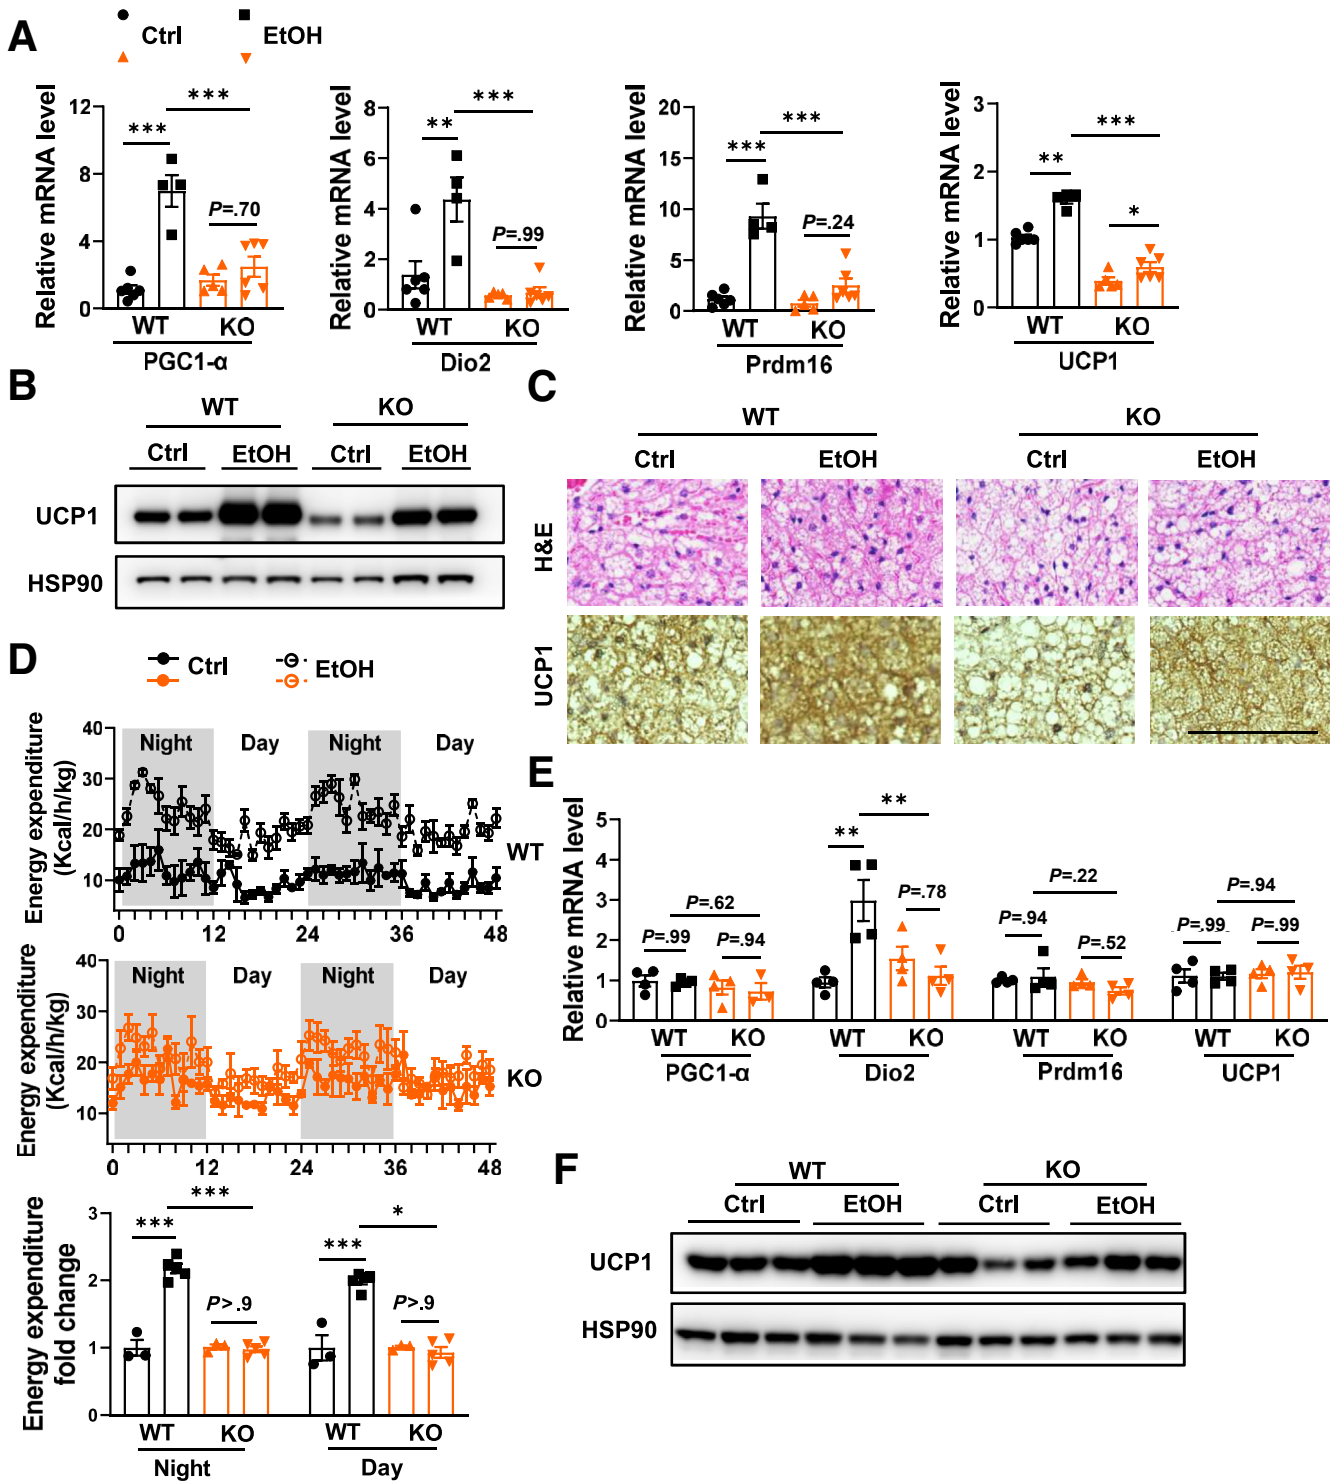 A
Ctrl EtOH
Relative mRNA level
12
8
4
0
***
***
P=.70
WT KO
PGC1-α
Relative mRNA level
8
6
4
2
0
**
***
P=.99
WT KO
Dio2
Relative mRNA level
20
15
10
5
0
***
***
P=.24
WT KO
Prdm16
Relative mRNA level
3
2
1
0
**
***
*
WT KO
UCP1
B
WT KO
Ctrl EtOH Ctrl EtOH
UCP1
HSP90
C
WT KO
Ctrl EtOH Ctrl EtOH
H&E
UCP1
D
Ctrl EtOH
Energy expenditure
(Kcal/h/kg)
40
30
20
10
Night Day Night Day
WT
0 12 24 36 48
Energy expenditure
(Kcal/h/kg)
40
30
20
10
Night Day Night Day
KO
0 12 24 36 48
Energy expenditure
fold change
3
2
1
0
***
***
P>.9
***
*
P>.9
WT KO WT KO
Night Day
E
Relative mRNA level
5
4
3
2
1
0
P=.62
P=.99 P=.94
**
**
P=.78
P=.22
P=.94
P=.52
P=.94
P=.99 P=.99
WT KO WT KO WT KO WT KO
PGC1-α Dio2 Prdm16 UCP1
F
WT KO
Ctrl EtOH Ctrl EtOH
UCP1
HSP90